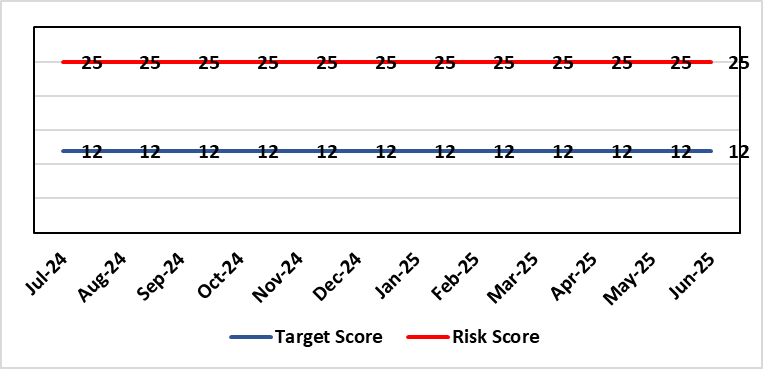 25 25 25 25 25 25 25 25 25 25 25 25
12 12 12 12 12 12 12 12 12 12 12 12
Jul-24 Aug-24 Sep-24 Oct-24 Nov-24 Dec-24 Jan-25 Feb-25 Mar-25 Apr-25 May-25 Jun-25
Target Score Risk Score